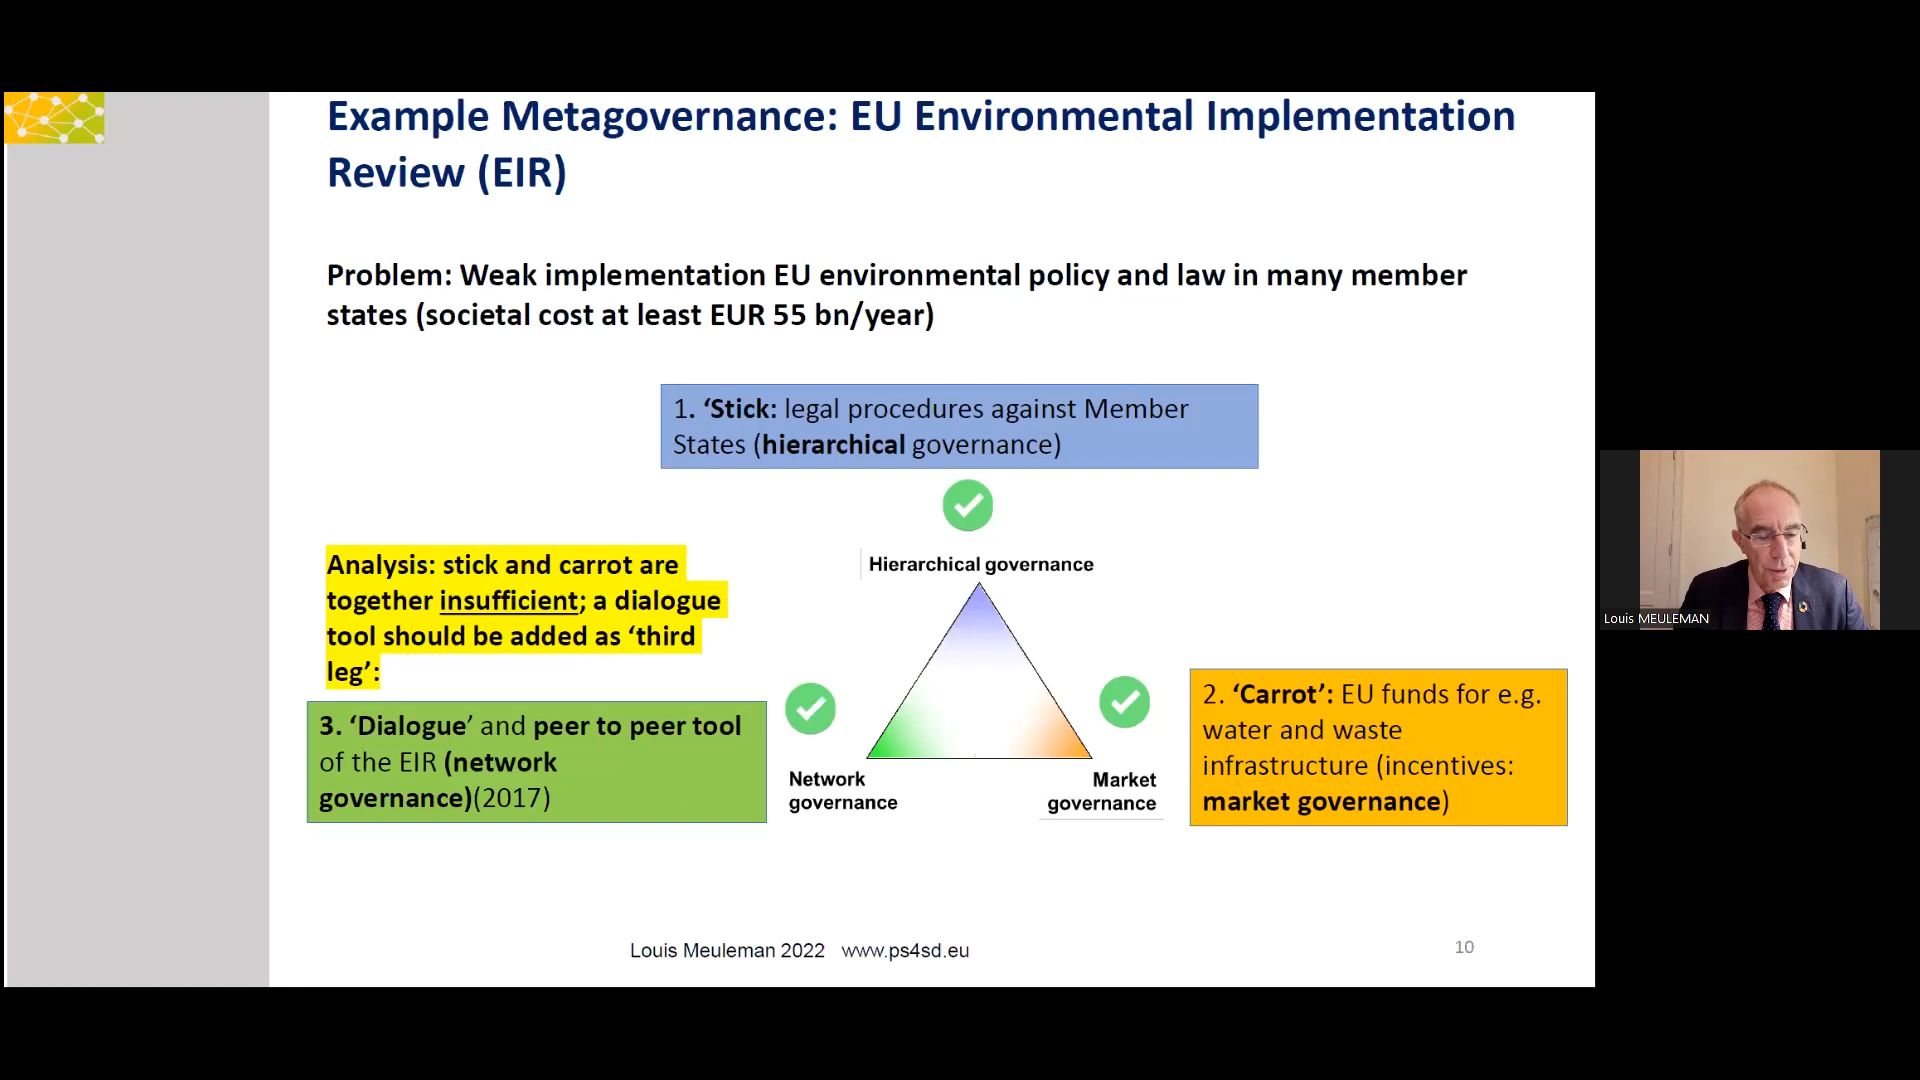 Example Metagovernance: EU Environmental Implementation
Review (EIR)
Problem: Weak implementation EU environmental policy and law in many member
states (societal cost at least EUR 55 bn/year)
1. ‘Stick: legal procedures against Member
States (hierarchical governance)
Analysis: stick and carrot are
together insufficient; a dialogue
tool should be added as ‘third
leg’:
Hierarchical governance
3. ‘Dialogue’ and peer to peer tool
of the EIR (network
governance)(2017)
Network
governance
Market
governance
2. ‘Carrot’: EU funds for e.g.
water and waste
infrastructure (incentives:
market governance)
Louis MEULEMAN
Louis Meuleman 2022 www.ps4sd.eu
10